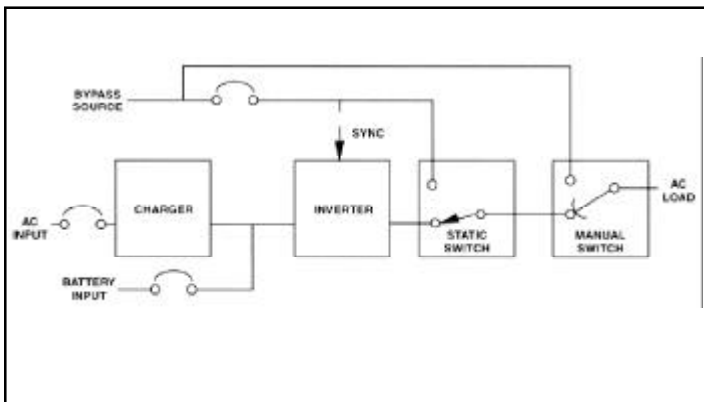 BYPASS
SOURCE
SYNC
CHARGER
INVERTER
AC
LOAD
AC
INPUT
STATIC
SWITCH
MANUAL
SWITCH
BATTERY
INPUT